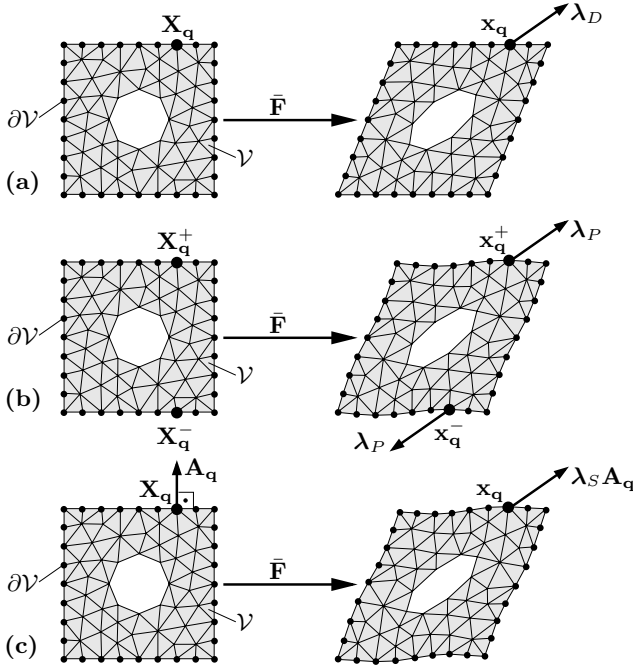 X_q x_q λ_D
F̄
∂𝒱 𝒱
(a)
X_q^+ x_q^+ λ_P
F̄
∂𝒱 𝒱
(b)
X_q^- λ_P x_q^-
A_q
X_q x_q λ_S A_q
F̄
∂𝒱 𝒱
(c)